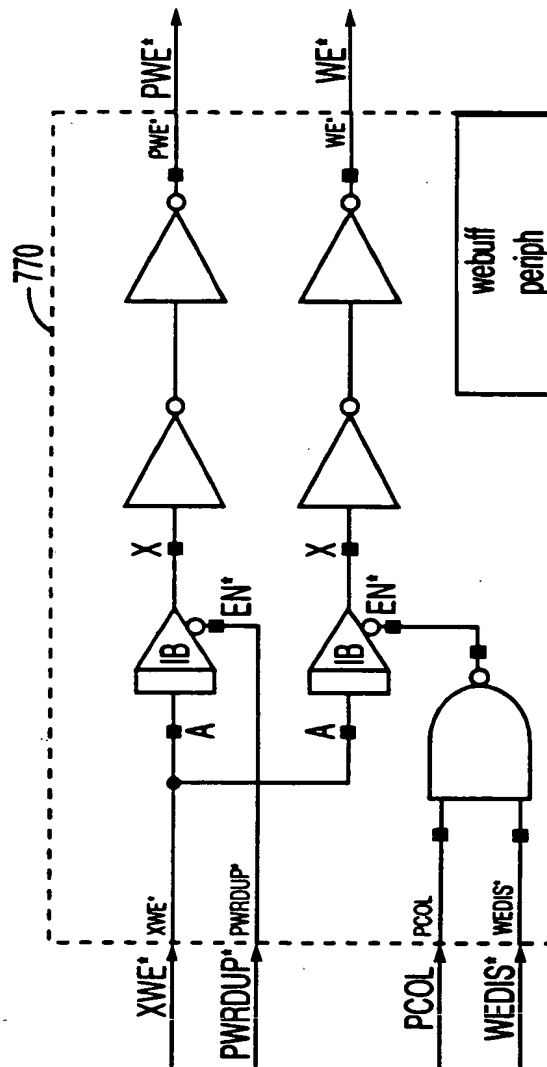 770
XWE*
XWE*
A
IB
X
EN*
PWE*
PWE*
PWRDUP*
PWRDUP*
A
IB
X
EN*
WE*
WE*
PCOL
PCOL
WEDIS*
WEDIS*
webuff
periph